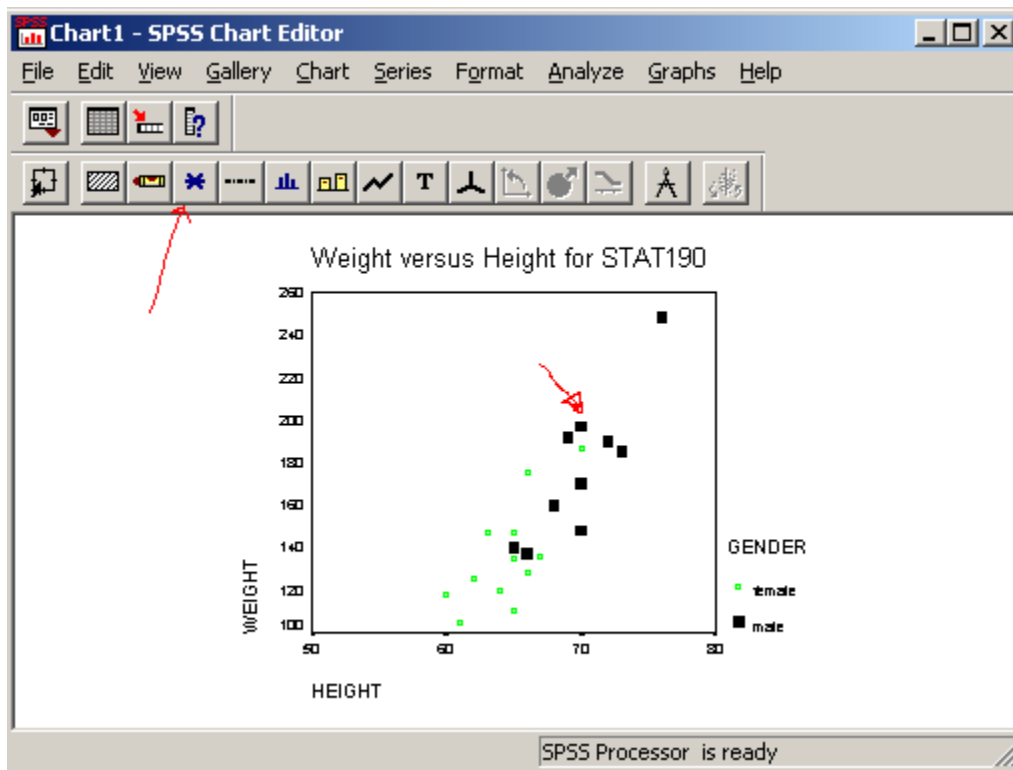 SPSS
Chart1 - SPSS Chart Editor
File Edit View Gallery Chart Series Format Analyze Graphs Help
T
Weight versus Height for STAT190
260
240
220
200
180
160
140
120
100
WEIGHT
50 60 70 80
HEIGHT
GENDER
female
male
SPSS Processor is ready